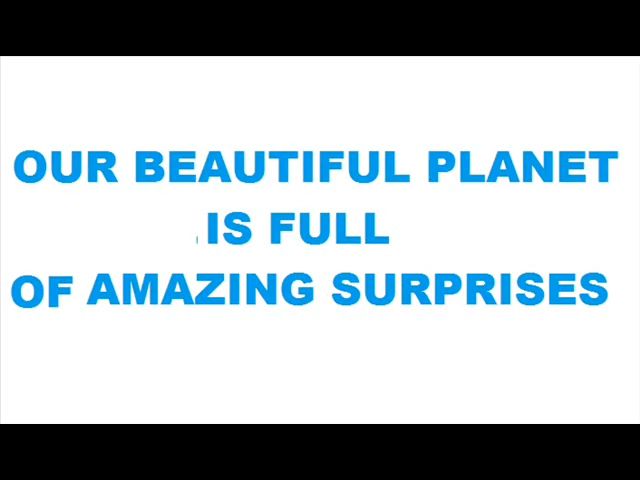 OUR BEAUTIFUL PLANET
IS FULL
OF AMAZING SURPRISES